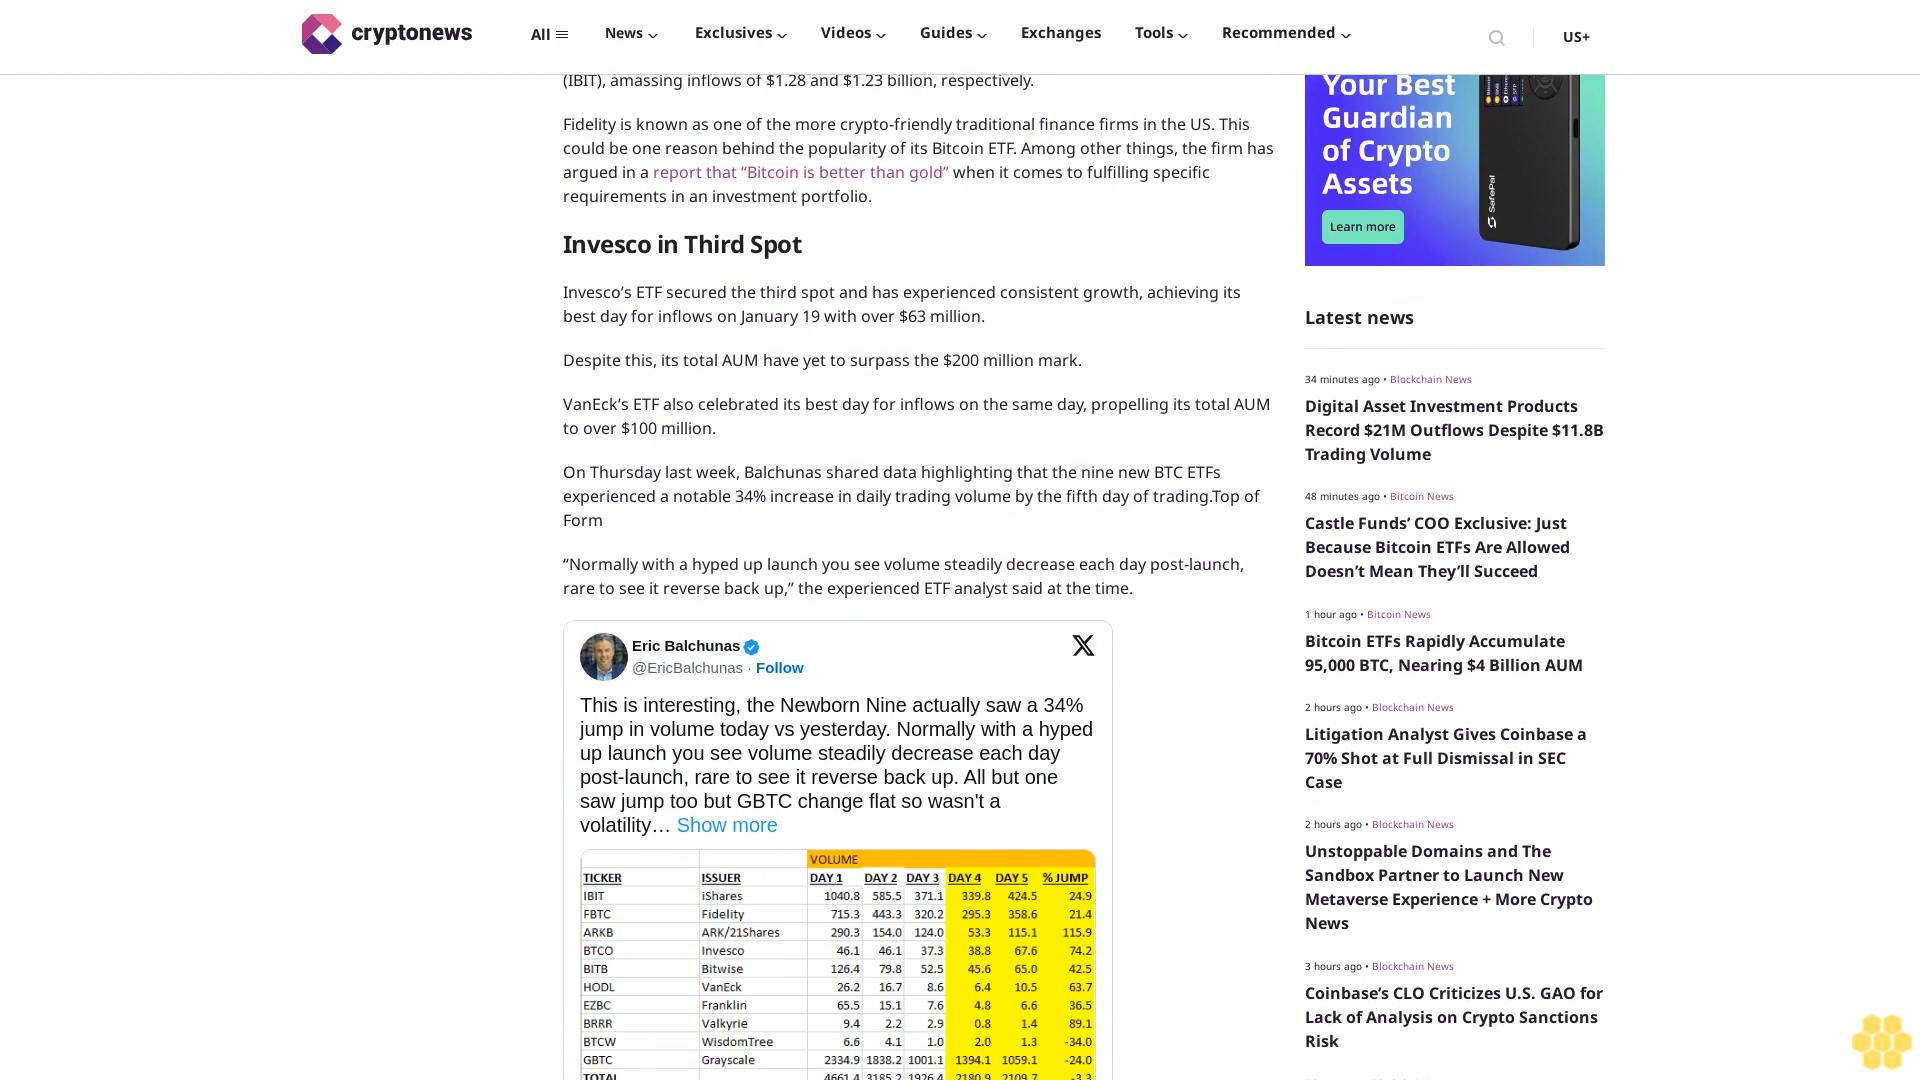 cryptonews
All
News
Exclusives
Videos
Guides
Exchanges
Tools
Recommended
US+
(IBIT), amassing inflows of $1.28 and $1.23 billion, respectively.
Fidelity is known as one of the more crypto-friendly traditional finance firms in the US. This
could be one reason behind the popularity of its Bitcoin ETF. Among other things, the firm has
argued in a report that “Bitcoin is better than gold” when it comes to fulfilling specific
requirements in an investment portfolio.
Invesco in Third Spot
Invesco’s ETF secured the third spot and has experienced consistent growth, achieving its
best day for inflows on January 19 with over $63 million.
Despite this, its total AUM have yet to surpass the $200 million mark.
VanEck’s ETF also celebrated its best day for inflows on the same day, propelling its total AUM
to over $100 million.
On Thursday last week, Balchunas shared data highlighting that the nine new BTC ETFs
experienced a notable 34% increase in daily trading volume by the fifth day of trading.Top of
Form
“Normally with a hyped up launch you see volume steadily decrease each day post-launch,
rare to see it reverse back up,” the experienced ETF analyst said at the time.
Eric Balchunas
@EricBalchunas · Follow
This is interesting, the Newborn Nine actually saw a 34%
jump in volume today vs yesterday. Normally with a hyped
up launch you see volume steadily decrease each day
post-launch, rare to see it reverse back up. All but one
saw jump too but GBTC change flat so wasn't a
volatility… Show more
VOLUME
TICKER ISSUER DAY 1 DAY 2 DAY 3 DAY 4 DAY 5 % JUMP
IBIT iShares 1040.8 585.5 371.1 339.8 424.5 24.9
FBTC Fidelity 715.3 443.3 320.2 295.3 358.6 21.4
ARKB ARK/21Shares 290.3 154.0 124.0 53.3 115.1 115.9
BTCO Invesco 46.1 46.1 37.3 38.8 67.6 74.2
BITB Bitwise 126.4 79.8 52.5 45.6 65.0 42.5
HODL VanEck 26.2 16.7 8.6 6.4 10.5 63.7
EZBC Franklin 65.5 15.1 7.6 4.8 6.6 36.5
BRRR Valkyrie 9.4 2.2 2.9 0.8 1.4 89.1
BTCW WisdomTree 6.6 4.1 1.0 2.0 1.3 -34.0
GBTC Grayscale 2334.9 1838.2 1001.1 1394.1 1059.1 -24.0
TOTAL 4661.4 3185.2 1926.4 2180.9 2109.7 -3.3
Your Best
Guardian
of Crypto
Assets
Learn more
SafePal
Latest news
34 minutes ago • Blockchain News
Digital Asset Investment Products
Record $21M Outflows Despite $11.8B
Trading Volume
48 minutes ago • Bitcoin News
Castle Funds’ COO Exclusive: Just
Because Bitcoin ETFs Are Allowed
Doesn’t Mean They’ll Succeed
1 hour ago • Bitcoin News
Bitcoin ETFs Rapidly Accumulate
95,000 BTC, Nearing $4 Billion AUM
2 hours ago • Blockchain News
Litigation Analyst Gives Coinbase a
70% Shot at Full Dismissal in SEC
Case
2 hours ago • Blockchain News
Unstoppable Domains and The
Sandbox Partner to Launch New
Metaverse Experience + More Crypto
News
3 hours ago • Blockchain News
Coinbase’s CLO Criticizes U.S. GAO for
Lack of Analysis on Crypto Sanctions
Risk